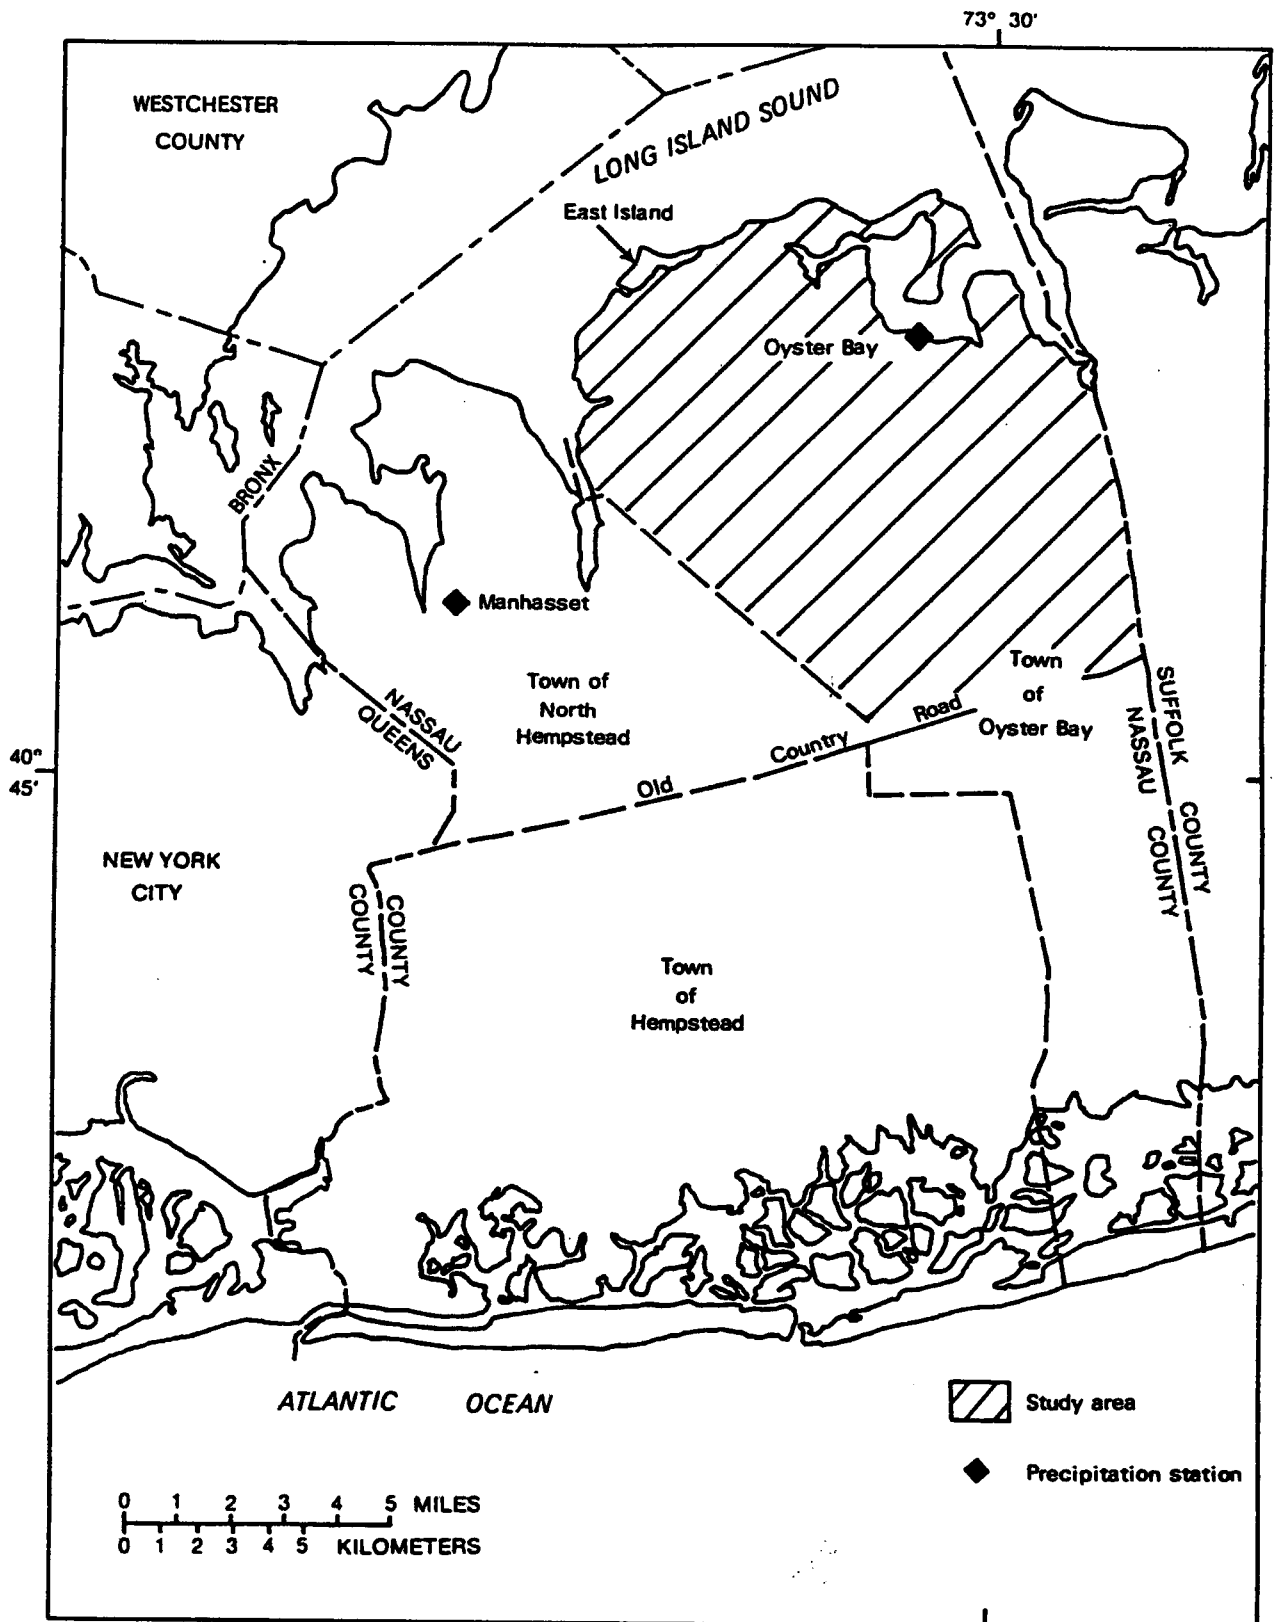 73° 30'
WESTCHESTER
COUNTY
LONG ISLAND SOUND
East Island
Oyster Bay
BRONX
Manhasset
Town of
North
Hempstead
NASSAU
QUEENS
Town
of
Oyster Bay
Old Country Road
SUFFOLK COUNTY
NASSAU COUNTY
40°
45'
NEW YORK
CITY
COUNTY
COUNTY
Town
of
Hempstead
ATLANTIC OCEAN
Study area
Precipitation station
0 1 2 3 4 5 MILES
0 1 2 3 4 5 KILOMETERS